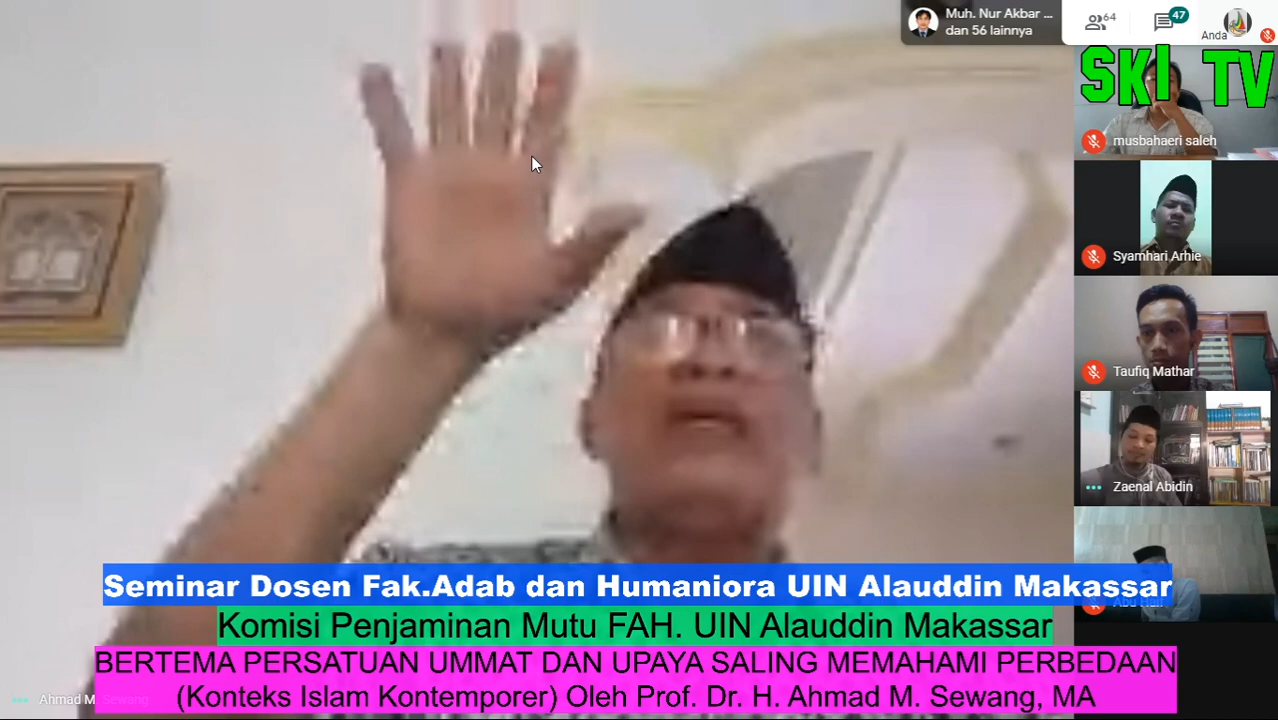 Muh. Nur Akbar ...
dan 56 lainnya
64
47
Anda
SKI TV
musbahaeri saleh
Syamhari Arhie
Taufiq Mathar
Zaenal Abidin
Abd Hafi
Seminar Dosen Fak.Adab dan Humaniora UIN Alauddin Makassar
Komisi Penjaminan Mutu FAH. UIN Alauddin Makassar
BERTEMA PERSATUAN UMMAT DAN UPAYA SALING MEMAHAMI PERBEDAAN
(Konteks Islam Kontemporer) Oleh Prof. Dr. H. Ahmad M. Sewang, MA
Ahmad M. Sewang